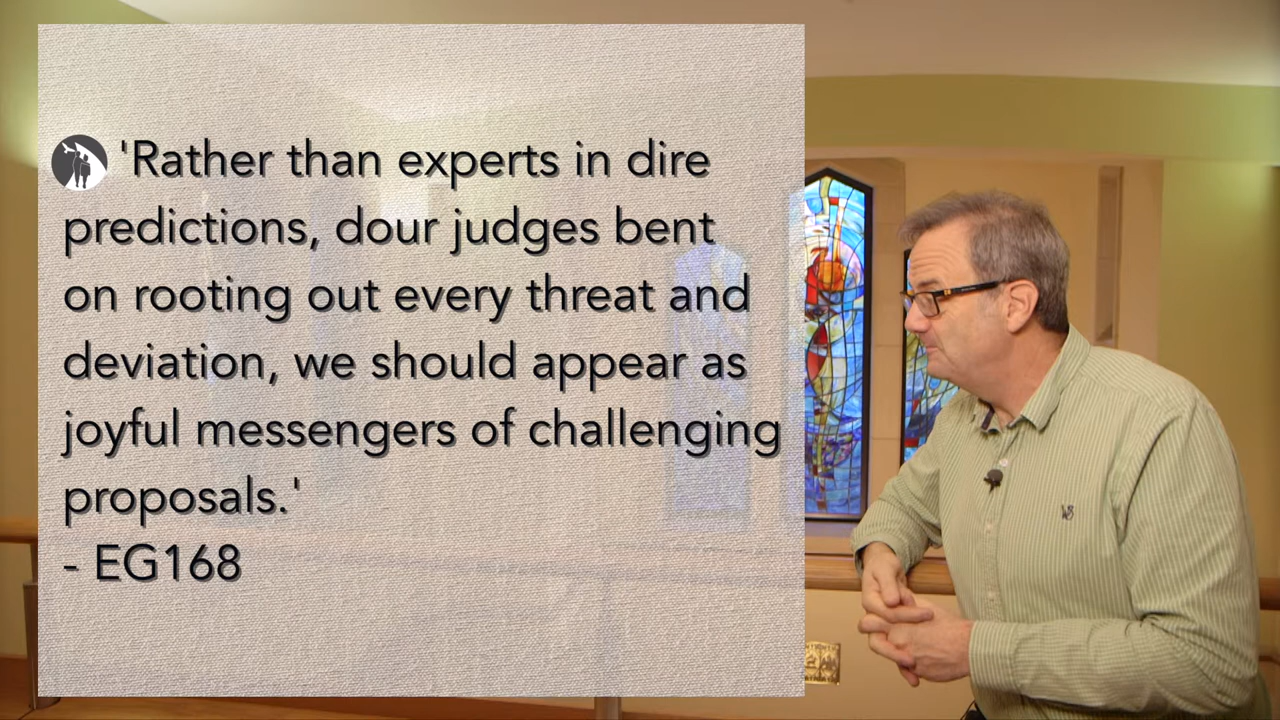 'Rather than experts in dire
predictions, dour judges bent
on rooting out every threat and
deviation, we should appear as
joyful messengers of challenging
proposals.'
- EG168